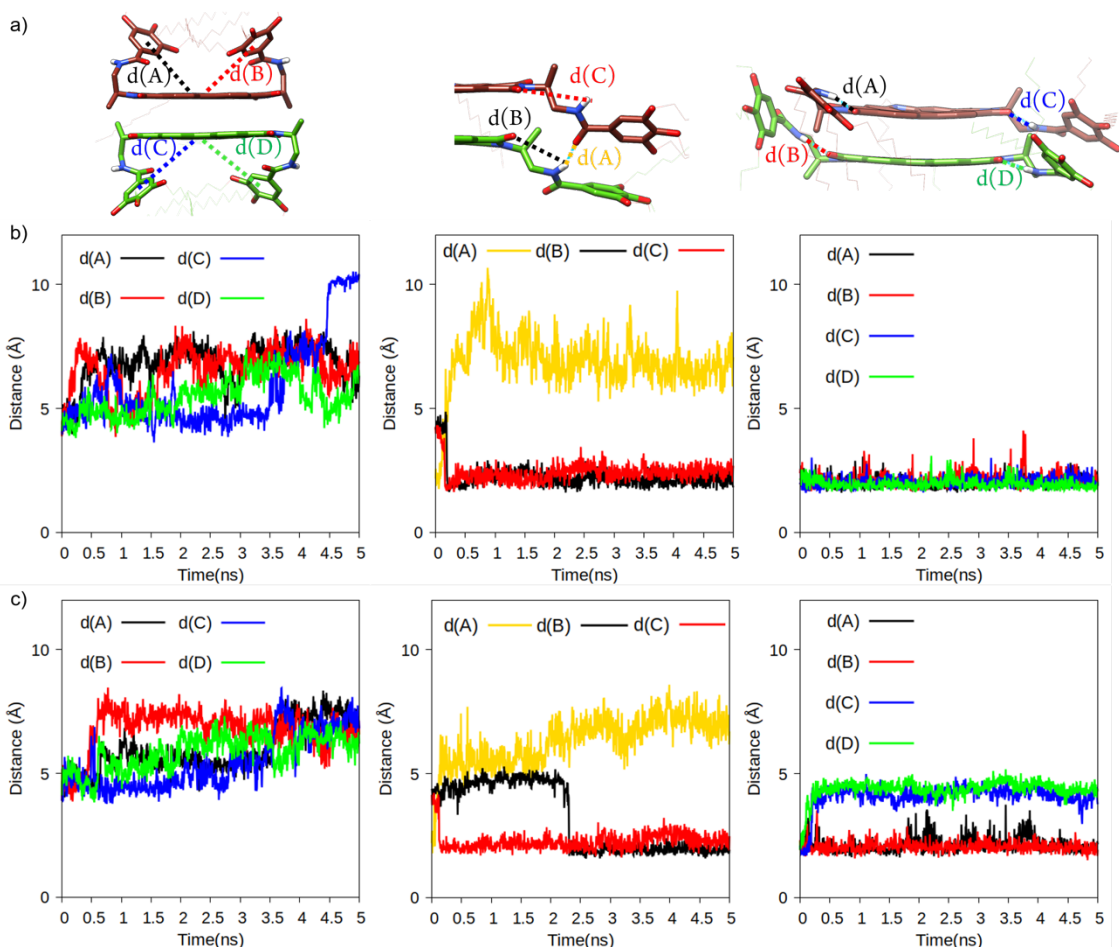 a)
d(A)
d(B)
d(C)
d(D)
d(C)
d(B)
d(A)
d(A)
d(C)
d(B)
d(D)
b)
d(A) d(C)
d(B) d(D)
10
5
0
Distance (Å)
0 0.5 1 1.5 2 2.5 3 3.5 4 4.5 5
Time(ns)
d(A) d(B) d(C)
10
5
0
Distance (Å)
0 0.5 1 1.5 2 2.5 3 3.5 4 4.5 5
Time(ns)
d(A)
d(B)
d(C)
d(D)
10
5
0
Distance (Å)
0 0.5 1 1.5 2 2.5 3 3.5 4 4.5 5
Time(ns)
c)
d(A) d(C)
d(B) d(D)
10
5
0
Distance (Å)
0 0.5 1 1.5 2 2.5 3 3.5 4 4.5 5
Time(ns)
d(A) d(B) d(C)
10
5
0
Distance (Å)
0 0.5 1 1.5 2 2.5 3 3.5 4 4.5 5
Time(ns)
d(A)
d(B)
d(C)
d(D)
10
5
0
Distance (Å)
0 0.5 1 1.5 2 2.5 3 3.5 4 4.5 5
Time(ns)